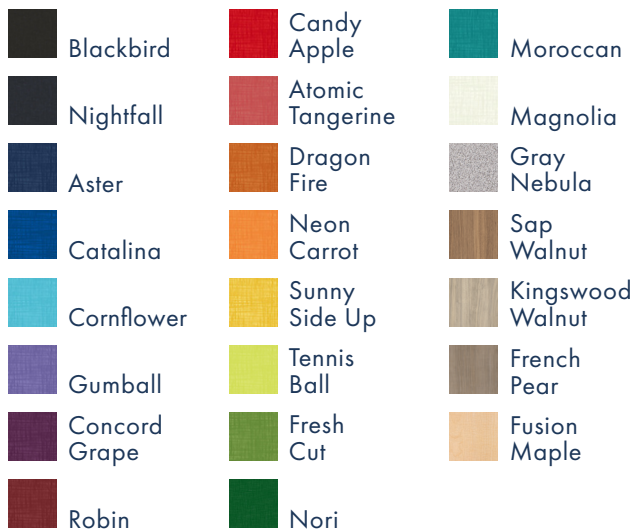 Blackbird
Nightfall
Aster
Catalina
Cornflower
Gumball
Concord
Grape
Robin
Candy
Apple
Atomic
Tangerine
Dragon
Fire
Neon
Carrot
Sunny
Side Up
Tennis
Ball
Fresh
Cut
Nori
Moroccan
Magnolia
Gray
Nebula
Sap
Walnut
Kingswood
Walnut
French
Pear
Fusion
Maple